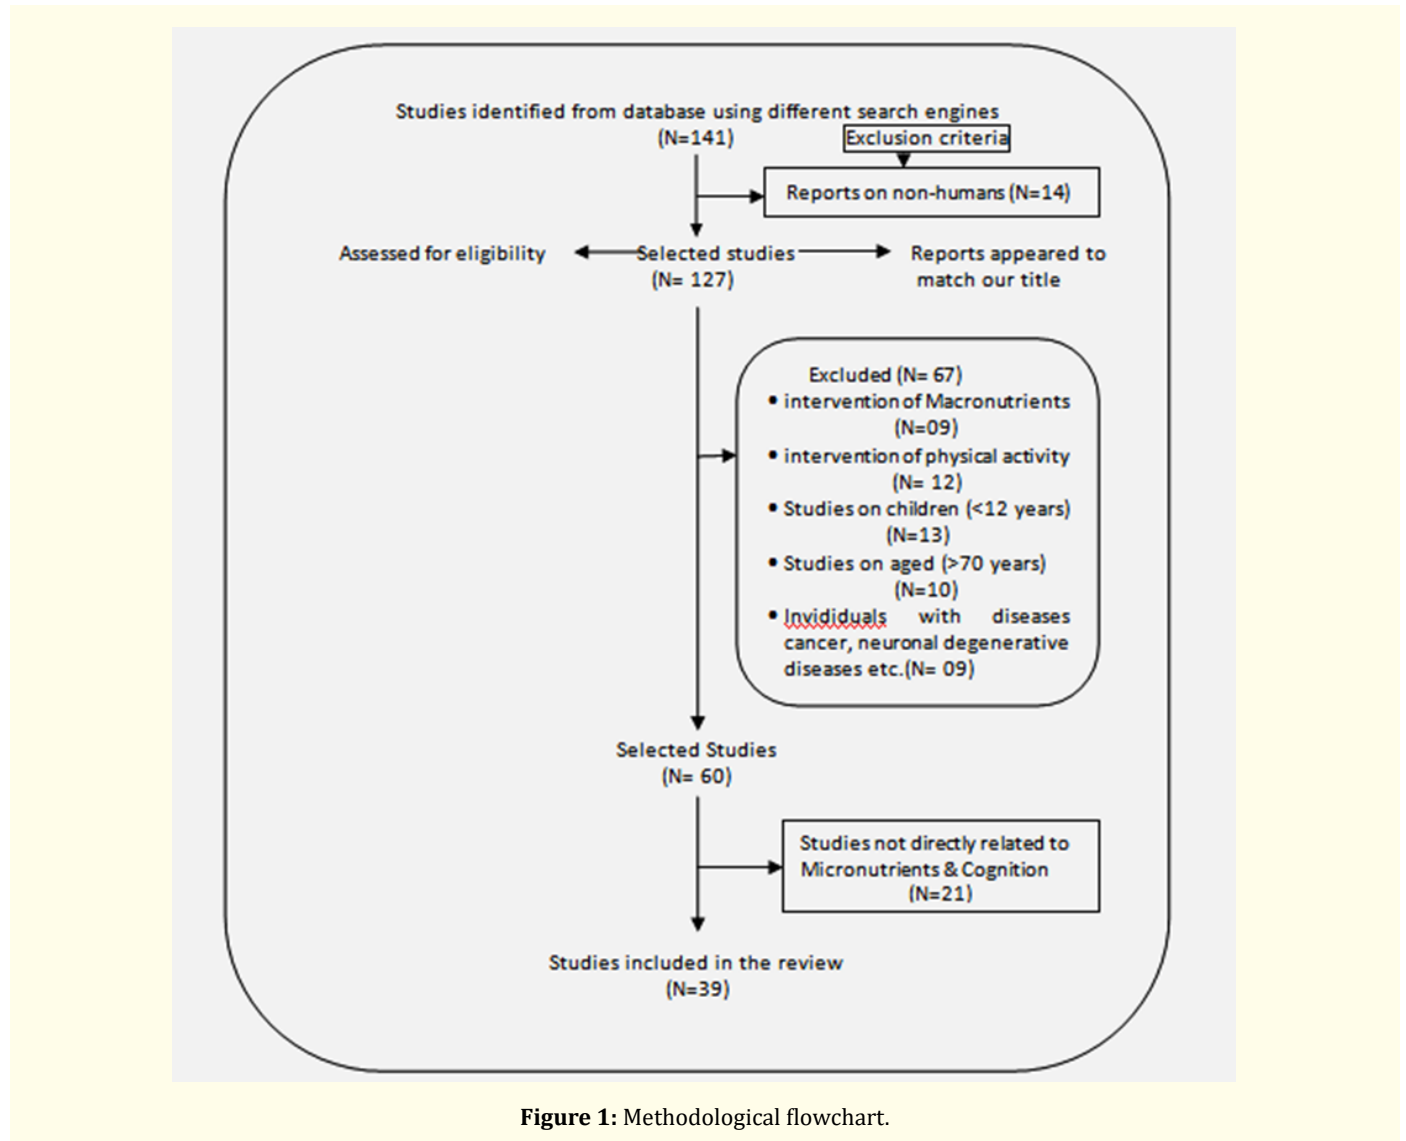 Studies identified from database using different search engines
(N=141)
Exclusion criteria
Reports on non-humans (N=14)
Assessed for eligibility
Selected studies
(N= 127)
Reports appeared to
match our title
Excluded (N= 67)
• intervention of Macronutrients
(N=09)
• intervention of physical activity
(N= 12)
• Studies on children (<12 years)
(N=13)
• Studies on aged (>70 years)
(N=10)
• Invididuals with diseases
cancer, neuronal degenerative
diseases etc.(N= 09)
Selected Studies
(N= 60)
Studies not directly related to
Micronutrients & Cognition
(N=21)
Studies included in the review
(N=39)
Figure 1: Methodological flowchart.